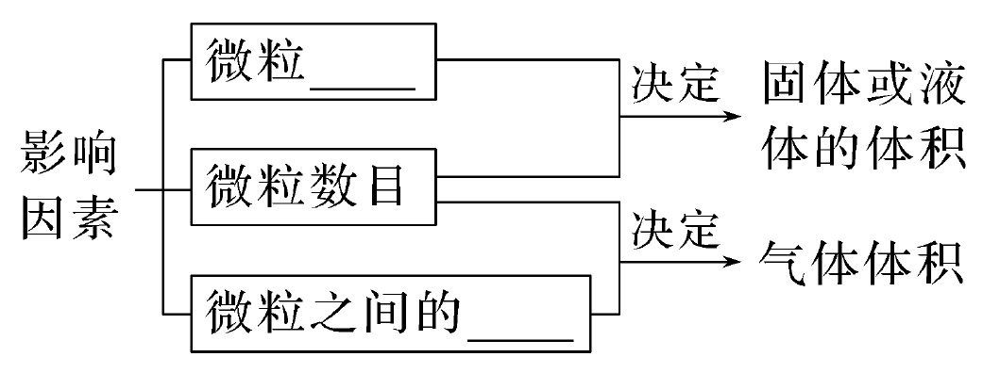 影响
因素
微粒_____
微粒数目
微粒之间的_____
决定
固体或液
体的体积
决定
气体体积